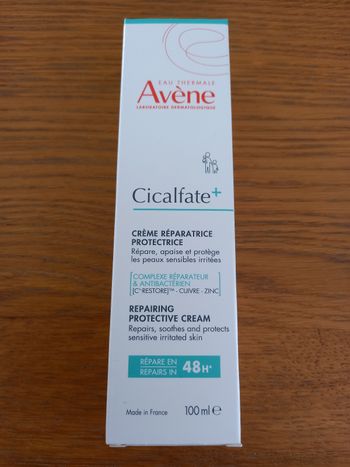 EAU THERMALE
Avène
LABORATOIRE DERMATOLOGIQUE
Cicalfate+
CRÈME RÉPARATRICE
PROTECTRICE
Répare, apaise et protège
les peaux sensibles irritées
COMPLEXE RÉPARATEUR
& ANTIBACTÉRIEN
[C+RESTORE]™ - CUIVRE - ZINC
REPAIRING
PROTECTIVE CREAM
Repairs, soothes and protects
sensitive irritated skin
RÉPARE EN
REPAIRS IN
48H*
Made in France
100 ml ℮